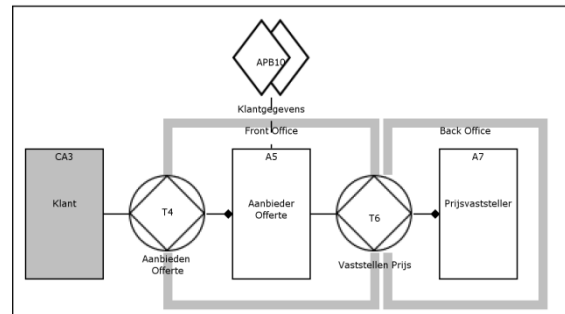 APB10
Klantgegevens
Front Office
Back Office
CA3
Klant
T4
Aanbieden
Offerte
A5
Aanbieder
Offerte
T6
Vaststellen Prijs
A7
Prijsvaststeller